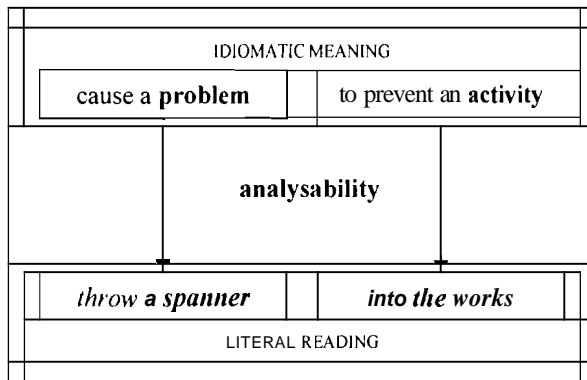 IDIOMATIC MEANING
cause a problem to prevent an activity
analysability
throw a spanner into the works
LITERAL READING